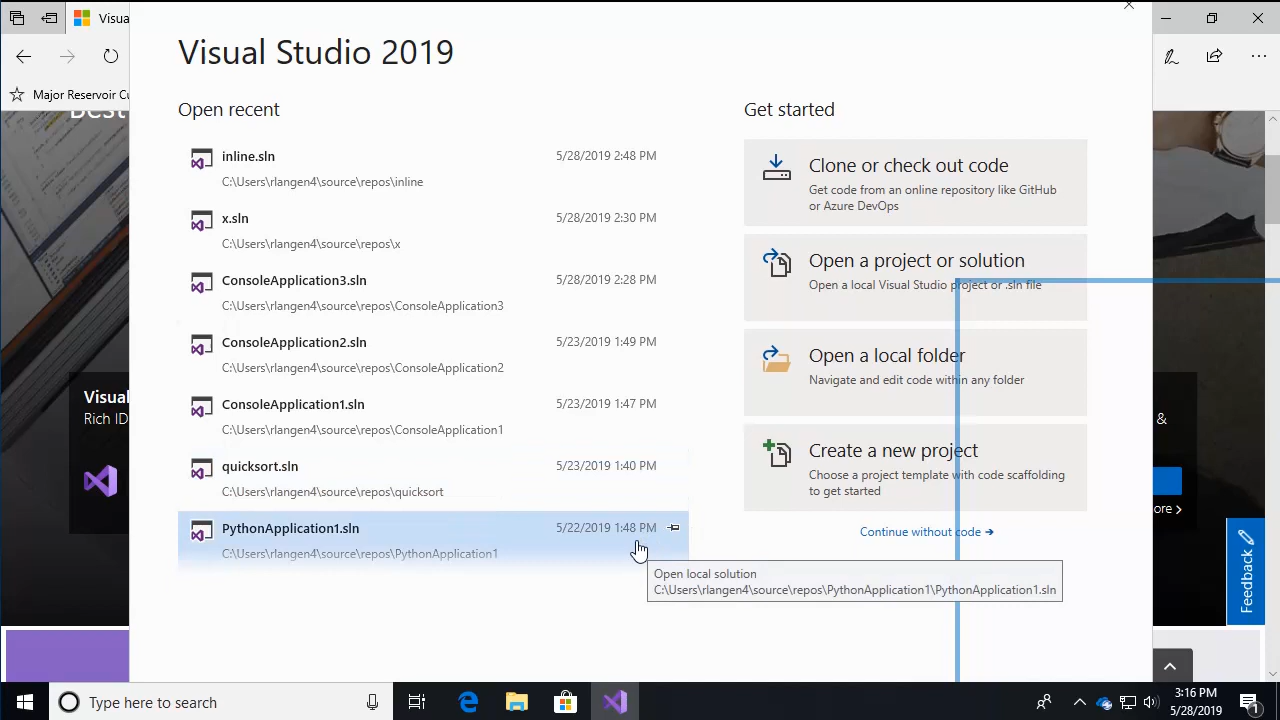 Visua
Major Reservoir Cu
Best
Visual
Rich ID
Visual Studio 2019
Open recent
inline.sln 5/28/2019 2:48 PM
C:\Users\rlangen4\source\repos\inline
x.sln 5/28/2019 2:30 PM
C:\Users\rlangen4\source\repos\x
ConsoleApplication3.sln 5/28/2019 2:28 PM
C:\Users\rlangen4\source\repos\ConsoleApplication3
ConsoleApplication2.sln 5/23/2019 1:49 PM
C:\Users\rlangen4\source\repos\ConsoleApplication2
ConsoleApplication1.sln 5/23/2019 1:47 PM
C:\Users\rlangen4\source\repos\ConsoleApplication1
quicksort.sln 5/23/2019 1:40 PM
C:\Users\rlangen4\source\repos\quicksort
PythonApplication1.sln 5/22/2019 1:48 PM
C:\Users\rlangen4\source\repos\PythonApplication1
Open local solution
C:\Users\rlangen4\source\repos\PythonApplication1\PythonApplication1.sln
Get started
Clone or check out code
Get code from an online repository like GitHub
or Azure DevOps
Open a project or solution
Open a local Visual Studio project or .sln file
Open a local folder
Navigate and edit code within any folder
Create a new project
Choose a project template with code scaffolding
to get started
Continue without code
&
ore
Feedback
Type here to search
3:16 PM
5/28/2019
1